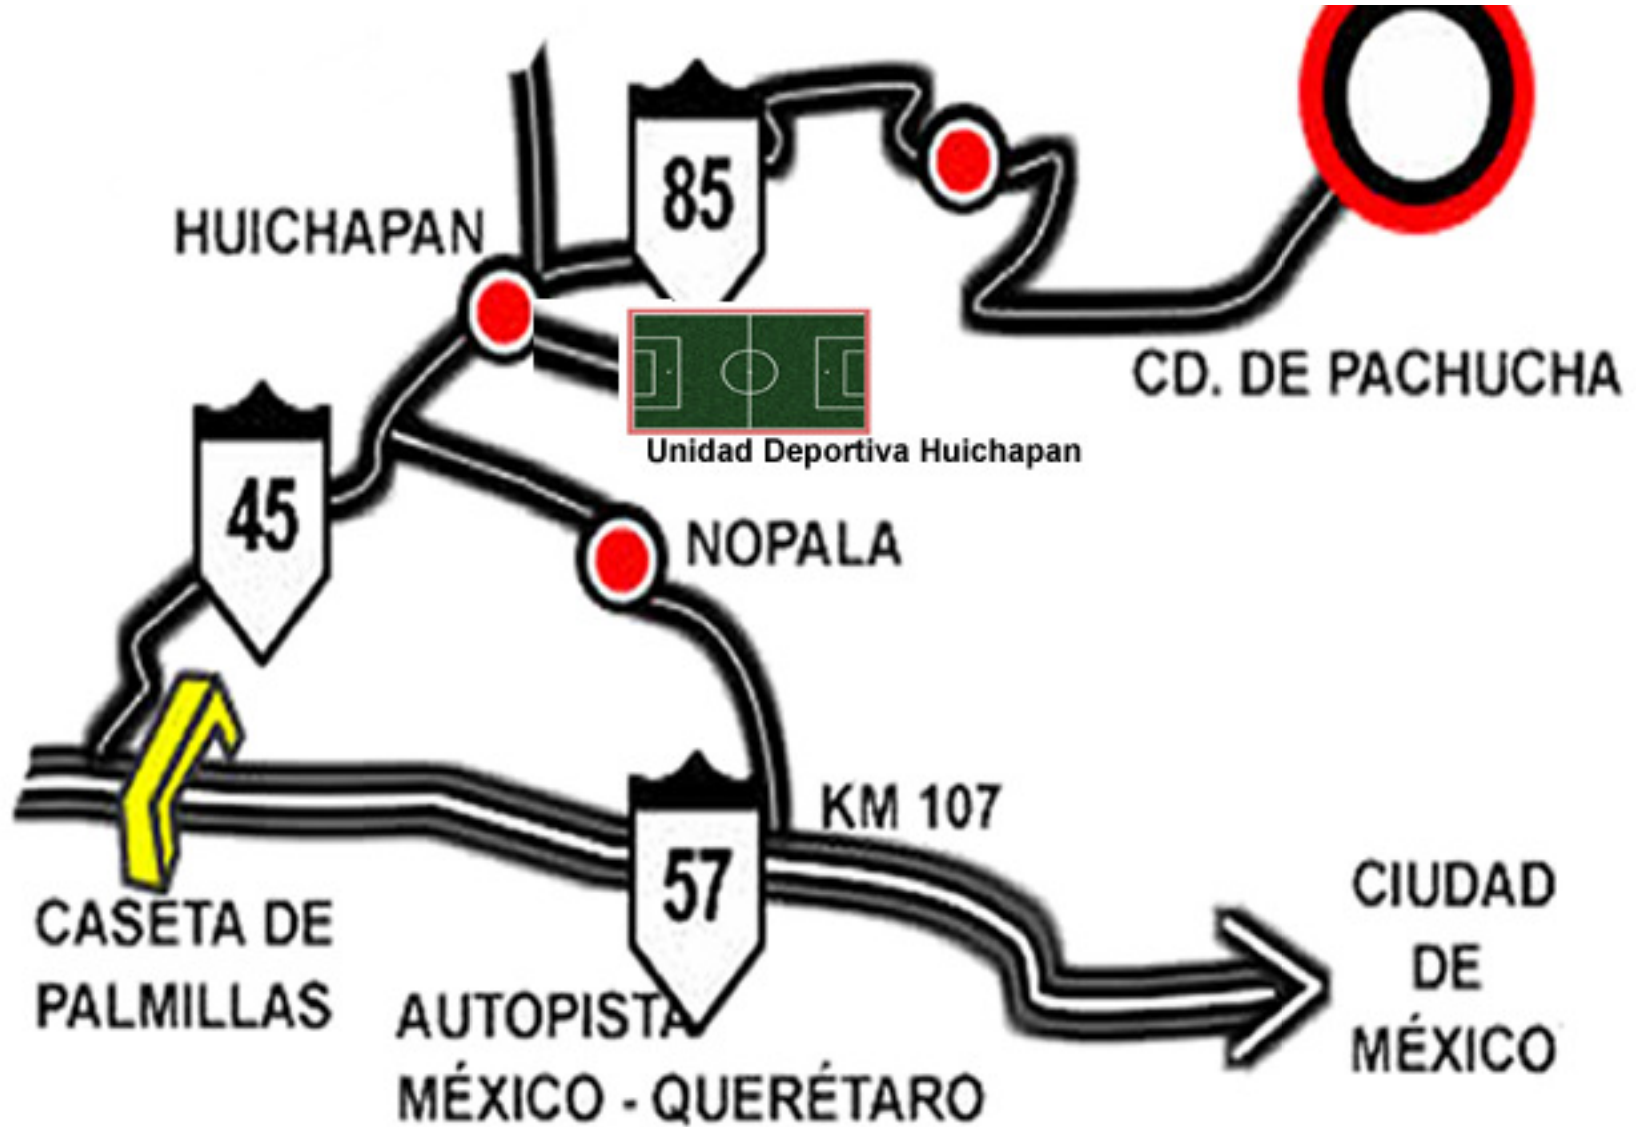 85
HUICHAPAN
CD. DE PACHUCHA
Unidad Deportiva Huichapan
45
NOPALA
KM 107
57
CIUDAD
DE
MÉXICO
CASETA DE
PALMILLAS
AUTOPISTA
MÉXICO - QUERÉTARO